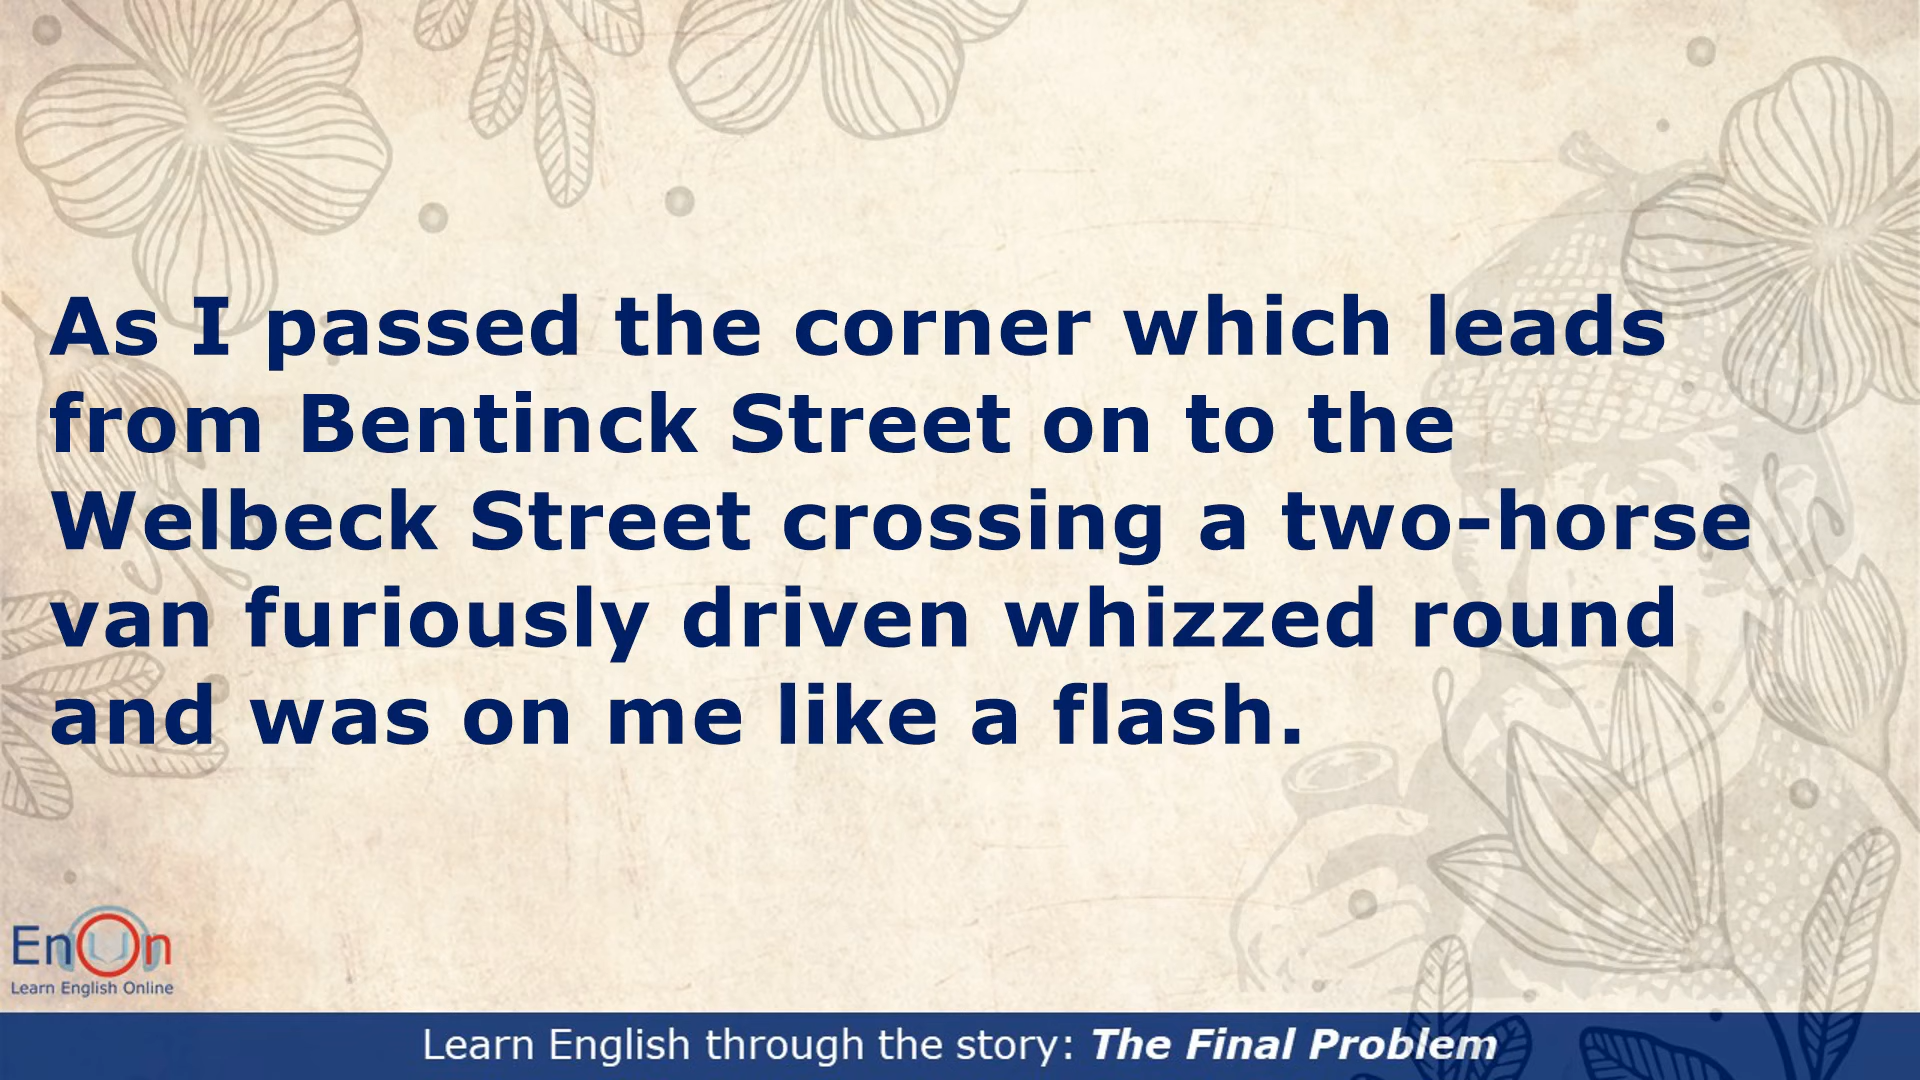 As I passed the corner which leads
from Bentinck Street on to the
Welbeck Street crossing a two-horse
van furiously driven whizzed round
and was on me like a flash.
EnOn
Learn English Online
Learn English through the story: The Final Problem